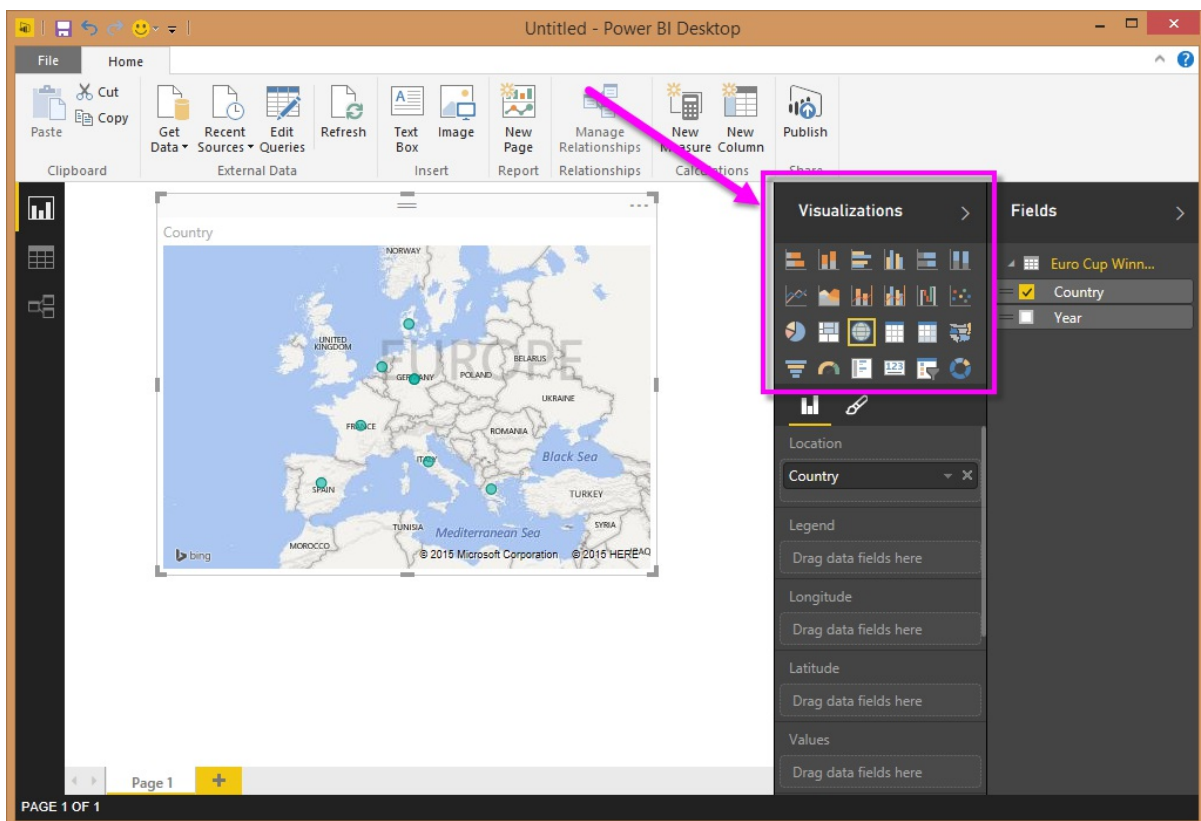 Untitled - Power BI Desktop
File Home
Paste
Cut
Copy
Get Data
Recent Sources
Edit Queries
Refresh
Text Box
Image
New Page
Manage Relationships
New Measure
New Column
Publish
Clipboard
External Data
Insert
Report
Relationships
Calculations
Share
Country
NORWAY
UNITED KINGDOM
EUROPE
BELARUS
GERMANY
POLAND
UKRAINE
FRANCE
ROMANIA
ITALY
Black Sea
SPAIN
TURKEY
TUNISIA
Mediterranean Sea
SYRIA
MOROCCO
bing
© 2015 Microsoft Corporation © 2015 HERE
Visualizations
123
Location
Country
Legend
Drag data fields here
Longitude
Drag data fields here
Latitude
Drag data fields here
Values
Drag data fields here
Fields
Euro Cup Winn...
Country
Year
Page 1
PAGE 1 OF 1